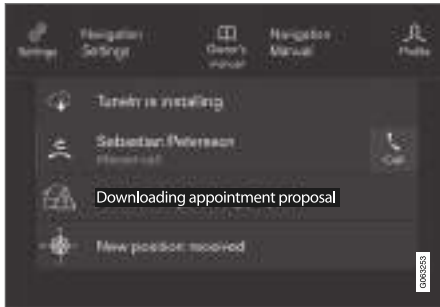 Settings
Navigation
Settings
Owner's
manual
Navigation
Manual
Profile
TuneIn is installing
Sebastian Peterson
Missed call
Call
Downloading appointment proposal
New position received
G063253